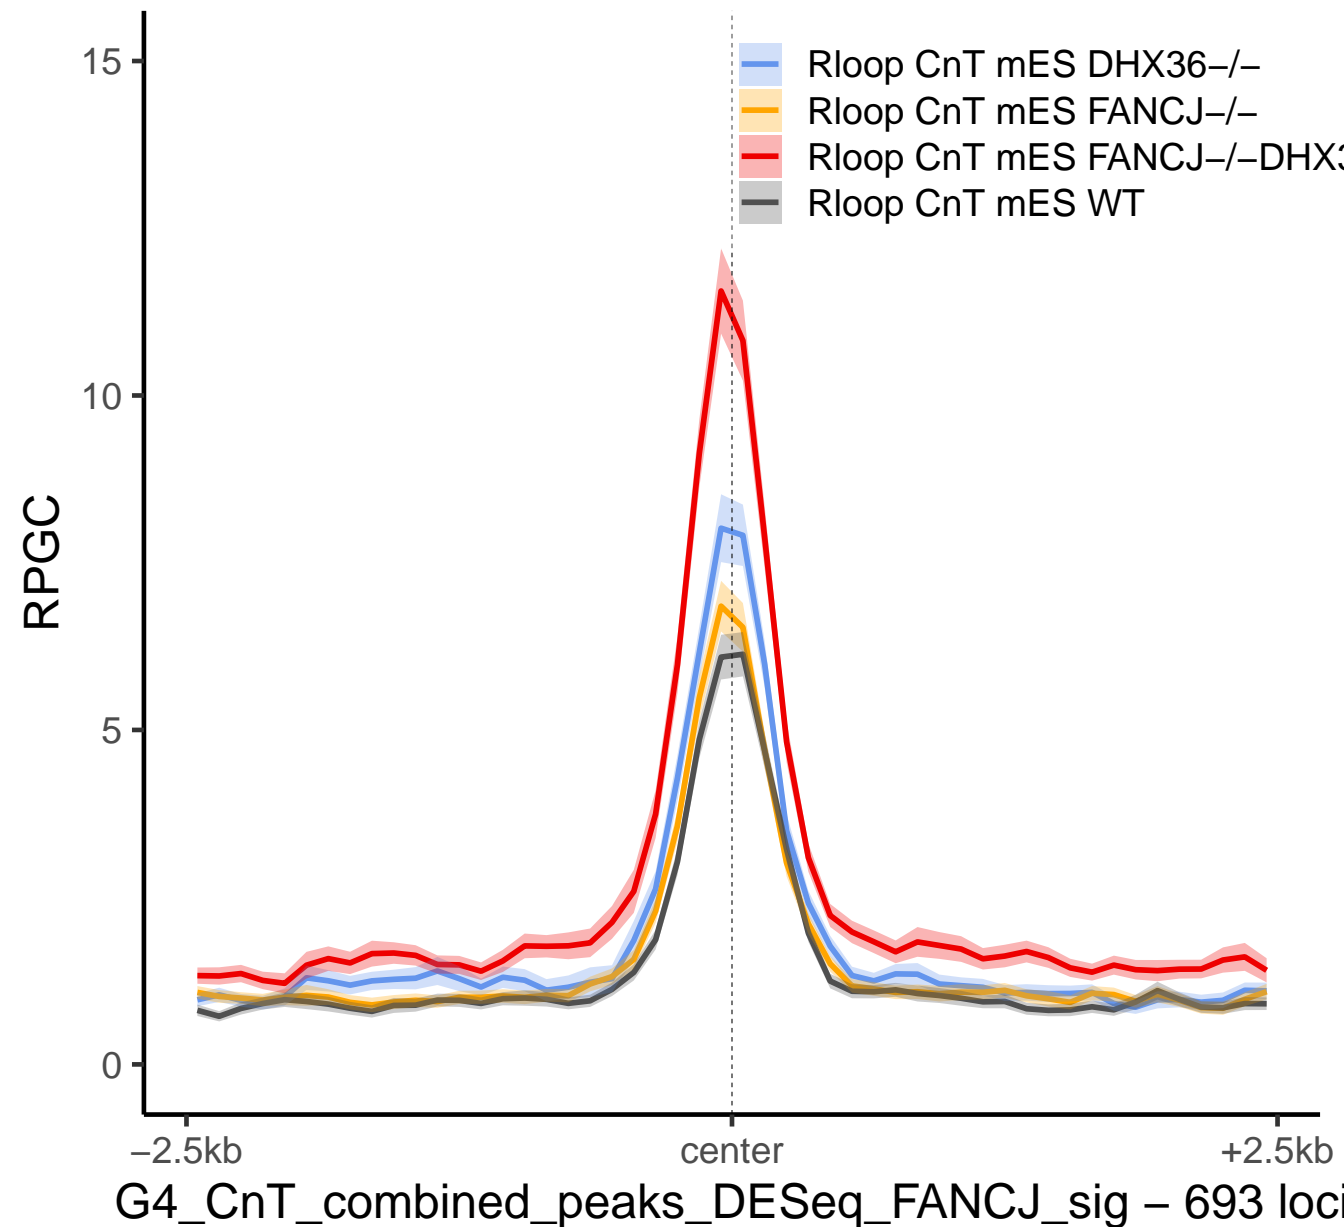 15
10
5
0
RPGC
Rloop CnT mES DHX36−/−
Rloop CnT mES FANCJ−/−
Rloop CnT mES FANCJ−/−DHX3
Rloop CnT mES WT
−2.5kb center +2.5kb
G4_CnT_combined_peaks_DESeq_FANCJ_sig − 693 loci